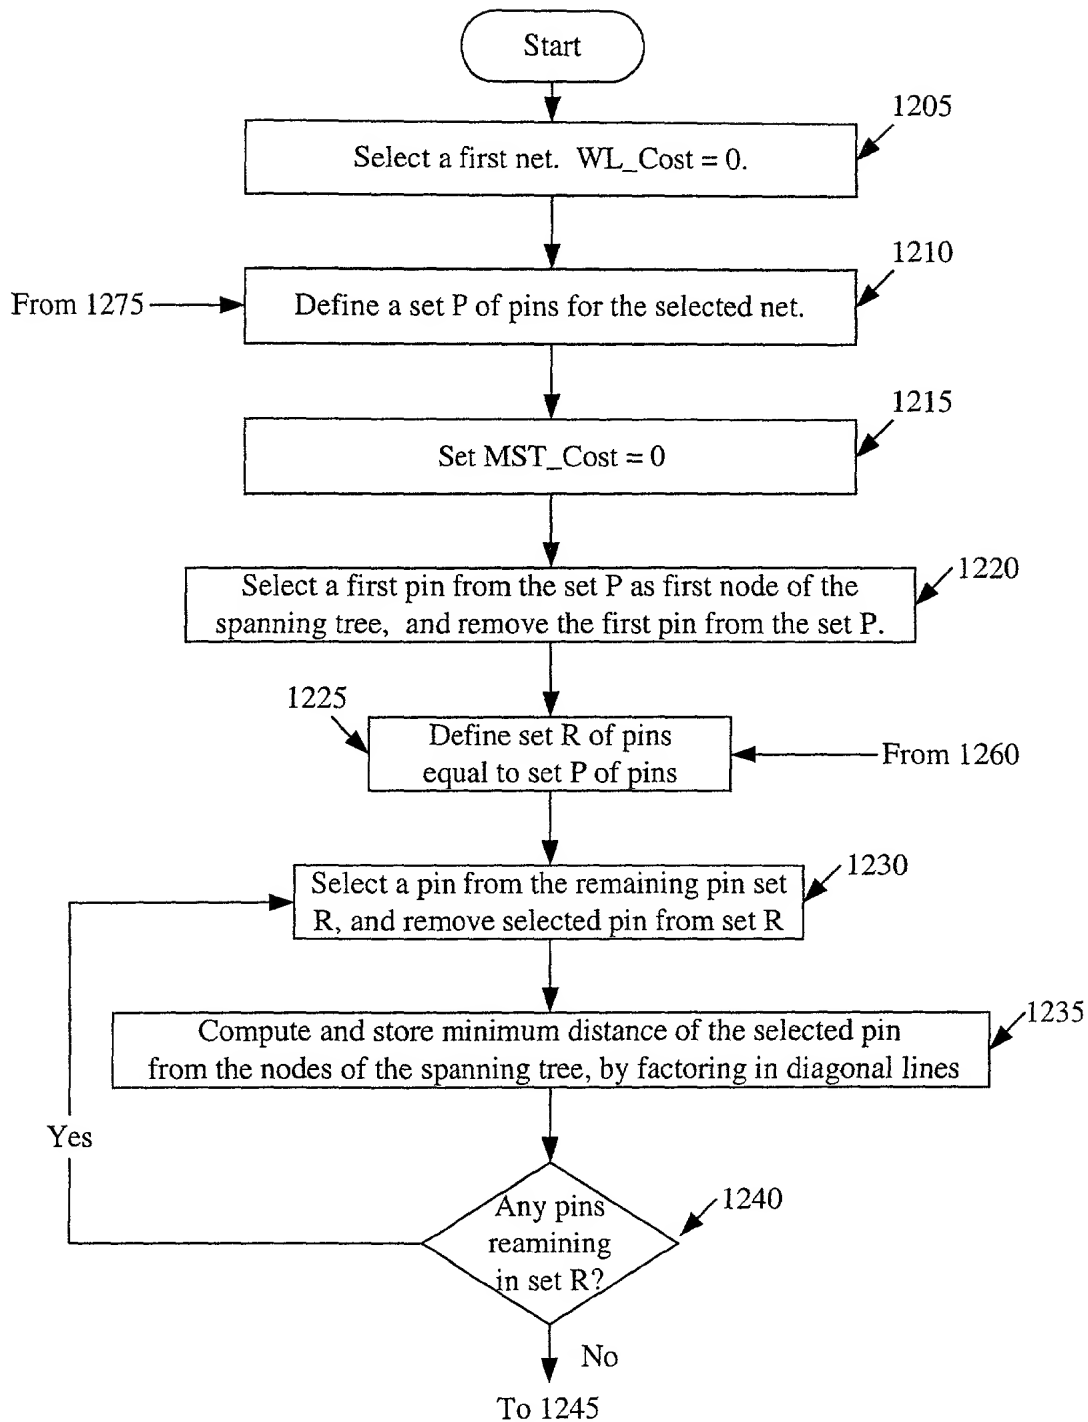 Start
1205
Select a first net.  WL_Cost = 0.
1210
From 1275
Define a set P of pins for the selected net.
1215
Set MST_Cost = 0
1220
Select a first pin from the set P as first node of the
spanning tree,  and remove the first pin from the set P.
1225
Define set R of pins
equal to set P of pins
From 1260
1230
Select a pin from the remaining pin set
R, and remove selected pin from set R
1235
Compute and store minimum distance of the selected pin
from the nodes of the spanning tree, by factoring in diagonal lines
Yes
1240
Any pins
reamining
in set R?
No
To 1245